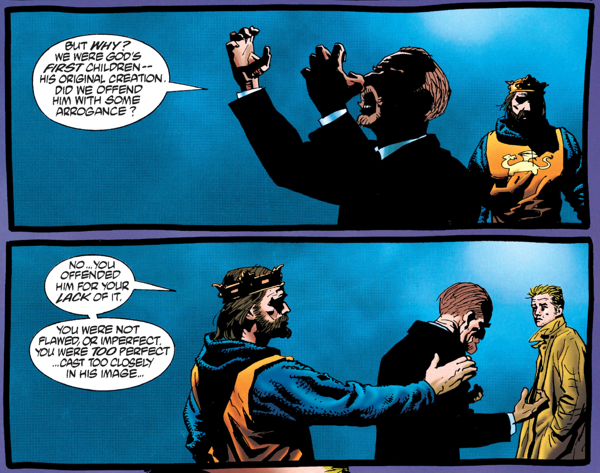 BUT WHY?
WE WERE GOD'S
FIRST CHILDREN--
HIS ORIGINAL CREATION.
DID WE OFFEND
HIM WITH SOME
ARROGANCE?
NO...YOU
OFFENDED
HIM FOR YOUR
LACK OF IT.
YOU WERE NOT
FLAWED, OR IMPERFECT.
YOU WERE TOO PERFECT
...CAST TOO CLOSELY
IN HIS IMAGE...